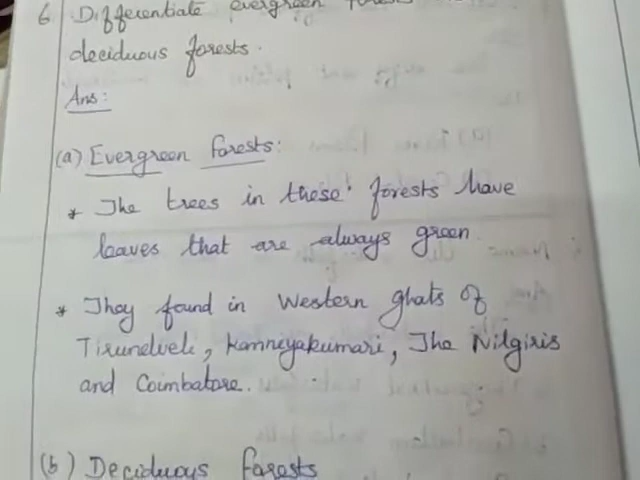 6 Differentiate evergreen forest
deciduous forests.
Ans:
(a) Evergreen forests:
* The trees in these forests have
leaves that are always green.
* They found in Western ghats of
Tirunelveli, Kanniyakumari, The Nilgiris
and Coimbatore.
(b) Deciduous forests